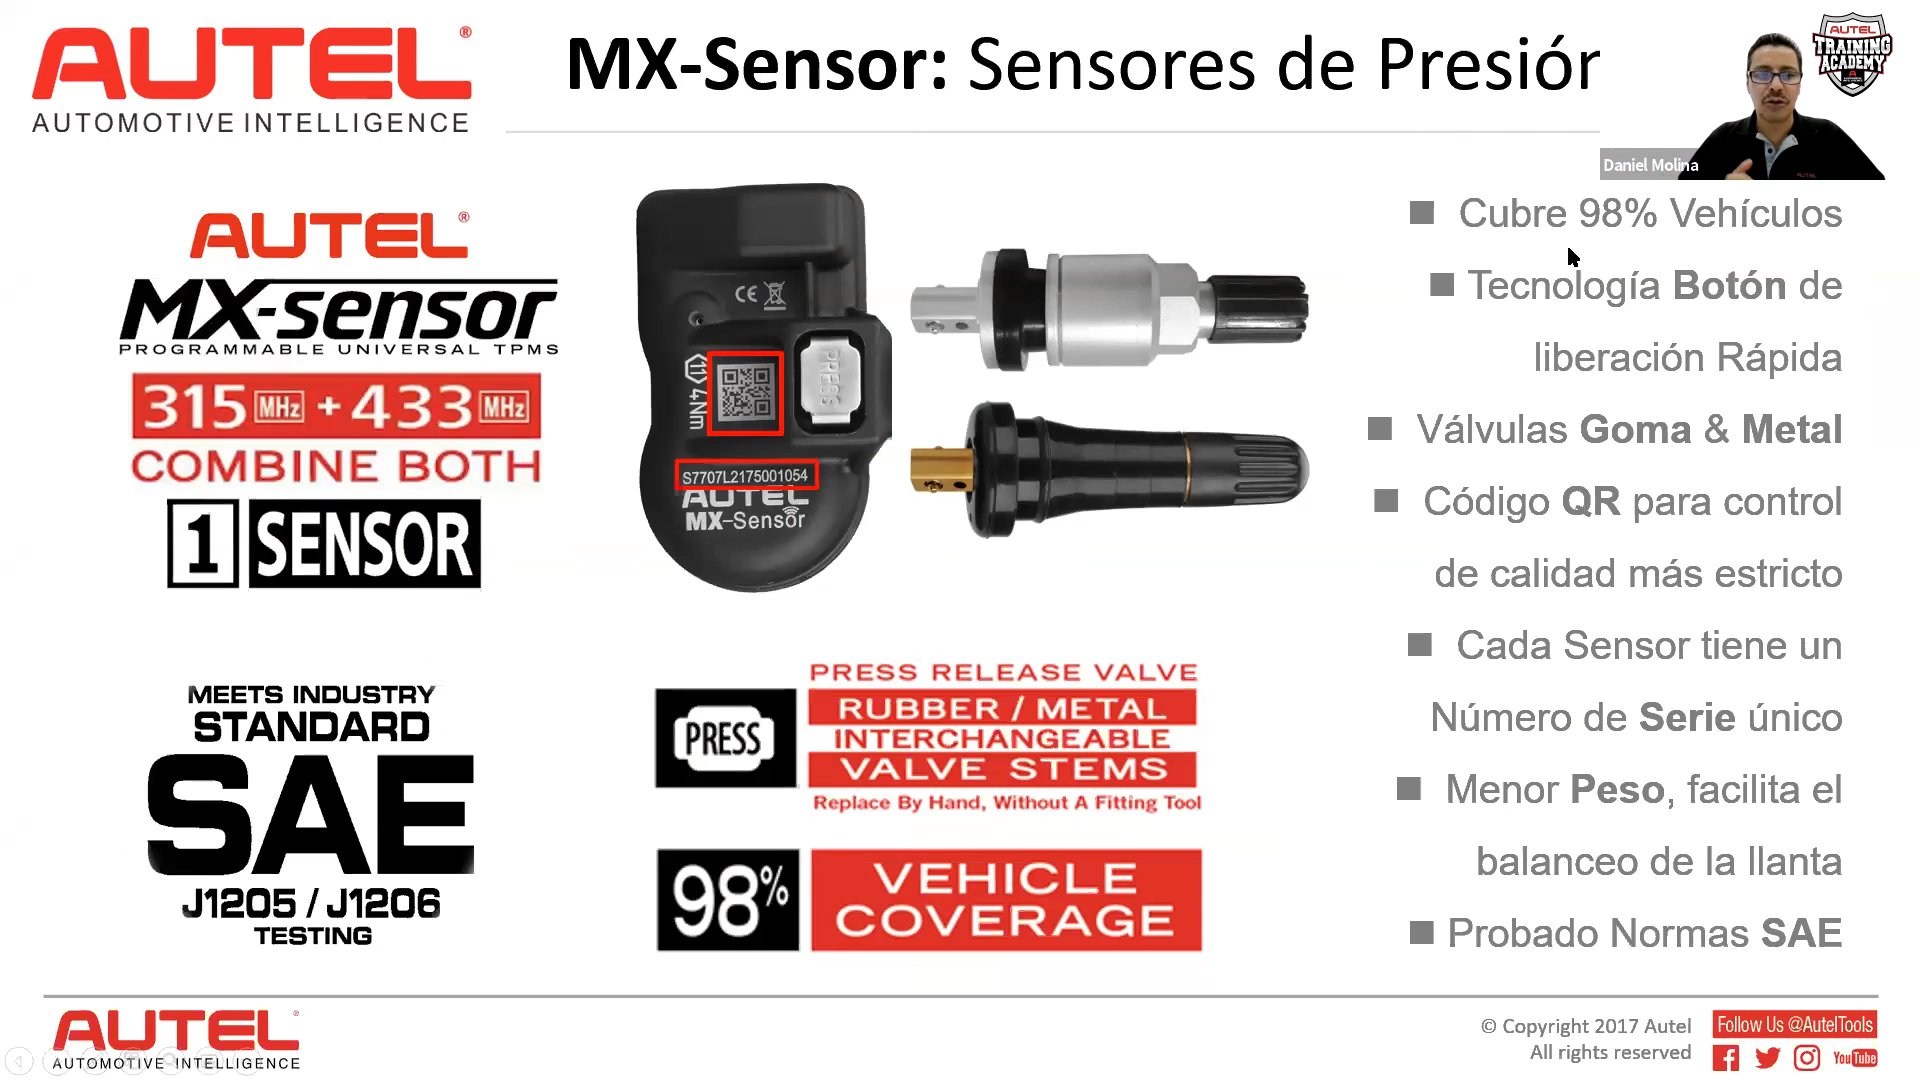 AUTEL®
AUTOMOTIVE INTELLIGENCE
MX-Sensor: Sensores de Presiór
AUTEL
TRAINING
ACADEMY
Daniel Molina
AUTEL®
MX-sensor
PROGRAMMABLE UNIVERSAL TPMS
315 MHz + 433 MHz
COMBINE BOTH
1 SENSOR
MEETS INDUSTRY
STANDARD
SAE
J1205 / J1206
TESTING
CE
PRESS
4Nm
S7707L2175001054
AUTEL
MX-Sensor
PRESS
PRESS RELEASE VALVE
RUBBER / METAL
INTERCHANGEABLE
VALVE STEMS
Replace By Hand, Without A Fitting Tool
98%
VEHICLE
COVERAGE
■ Cubre 98% Vehículos
■ Tecnología Botón de
liberación Rápida
■ Válvulas Goma & Metal
■ Código QR para control
de calidad más estricto
■ Cada Sensor tiene un
Número de Serie único
■ Menor Peso, facilita el
balanceo de la llanta
■ Probado Normas SAE
AUTEL®
AUTOMOTIVE INTELLIGENCE
© Copyright 2017 Autel
All rights reserved
Follow Us @AutelTools
YouTube